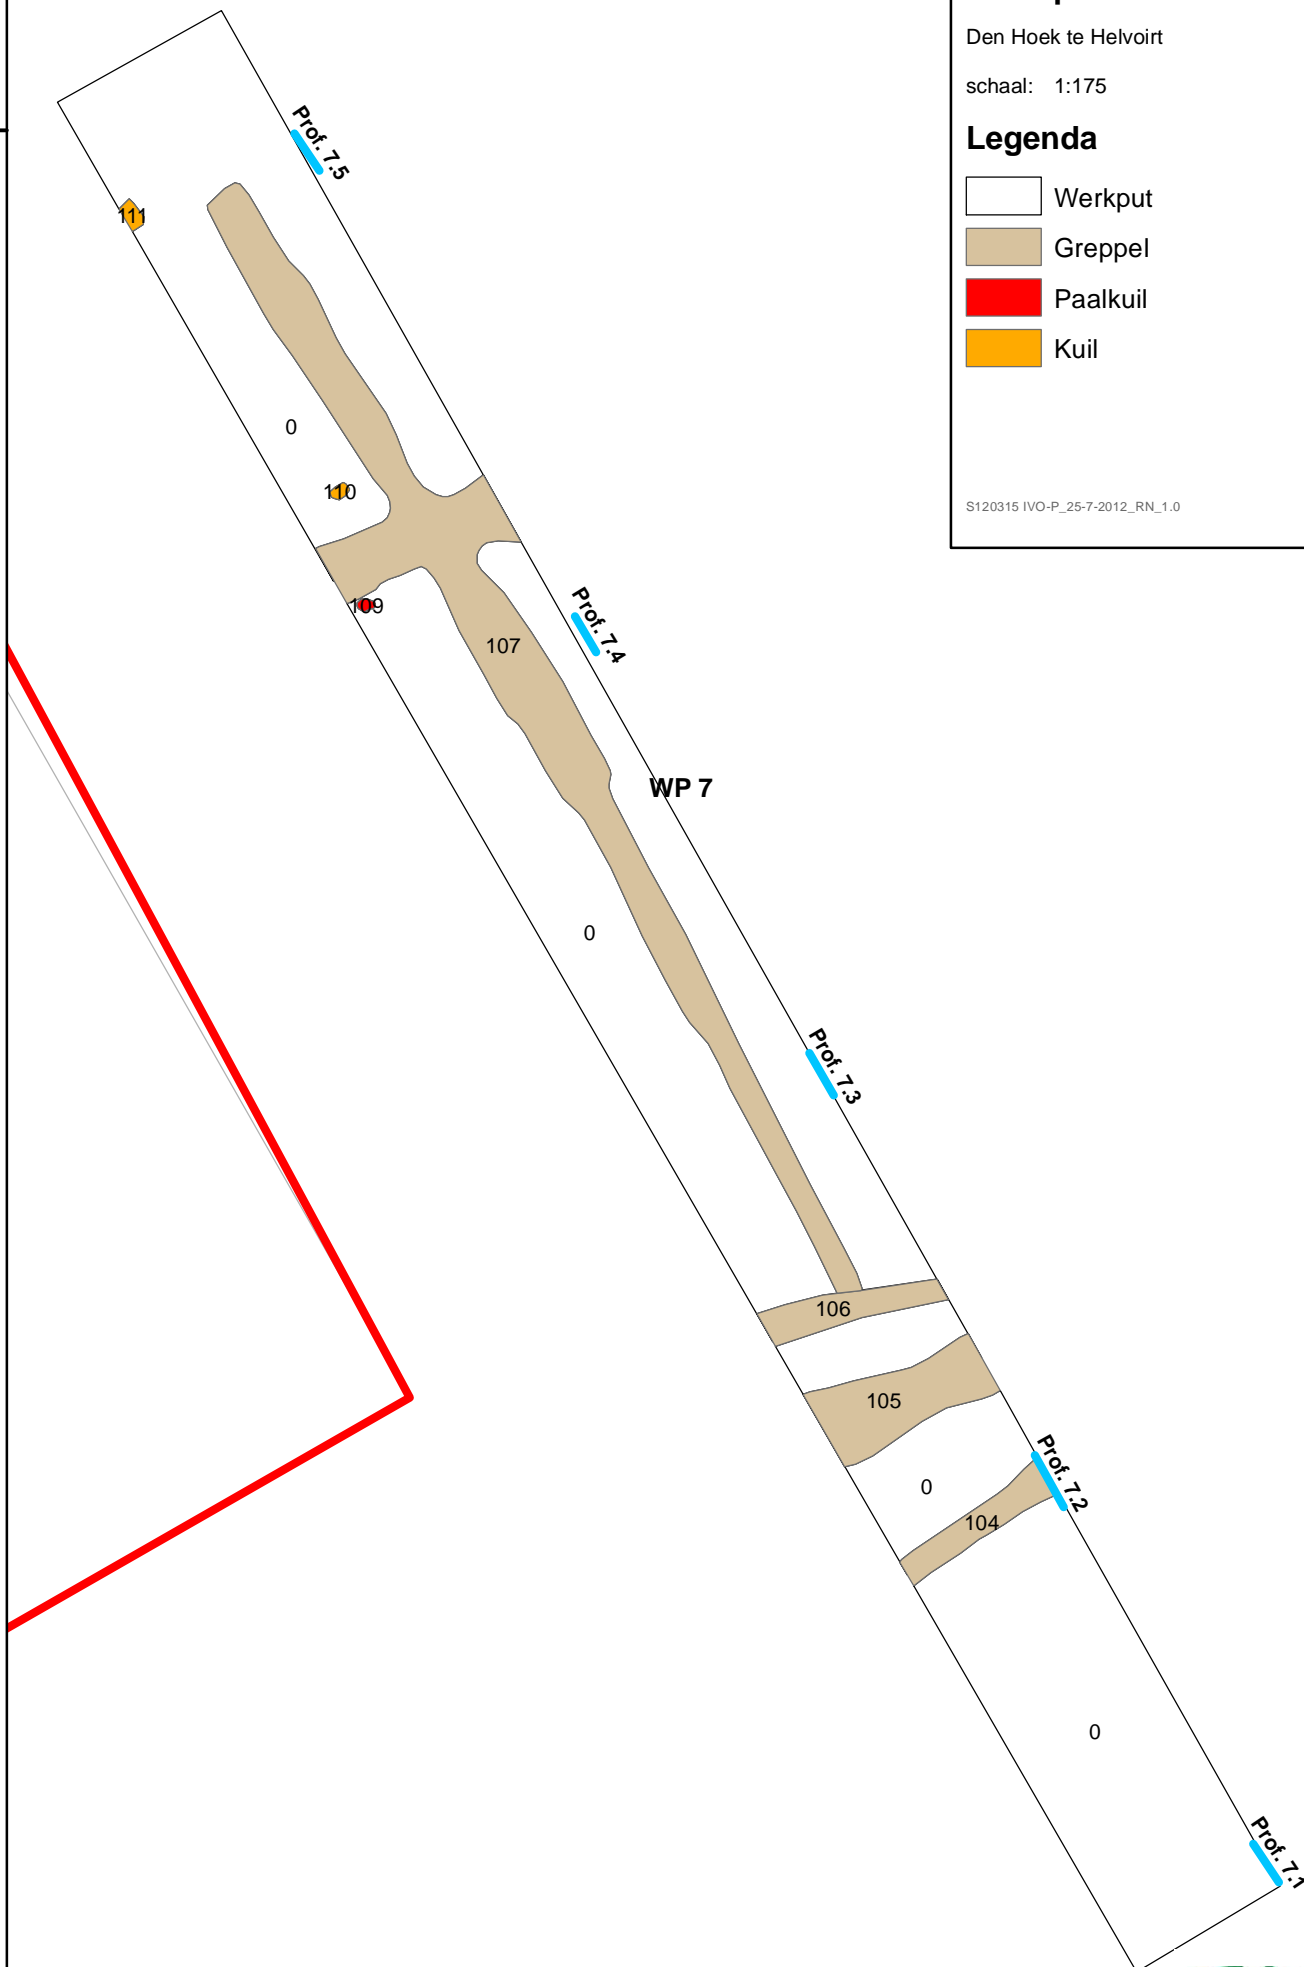 Den Hoek te Helvoirt
schaal: 1:175
Legenda
Werkput
Greppel
Paalkuil
Kuil
S120315 IVO-P_25-7-2012_RN_1.0
Prof. 7.5
111
0
110
109
107
Prof. 7.4
WP 7
0
Prof. 7.3
106
105
0
Prof. 7.2
104
0
Prof. 7.1